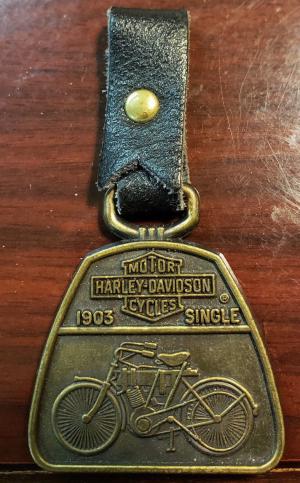 MOTOR
HARLEY-DAVIDSON
CYCLES
®
1903 SINGLE